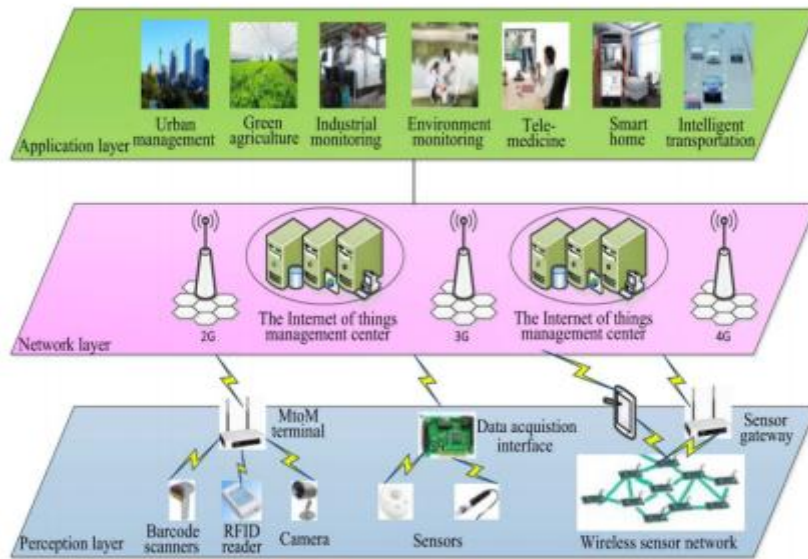 Urban
management
Green
agriculture
Industrial
monitoring
Environment
monitoring
Tele-
medicine
Smart
home
Intelligent
transportation
Application layer
2G
The Internet of things
management center
3G
The Internet of things
management center
4G
Network layer
MtoM
terminal
Data acquistion
interface
Sensor
gateway
Barcode
scanners
RFID
reader
Camera
Sensors
Wireless sensor network
Perception layer